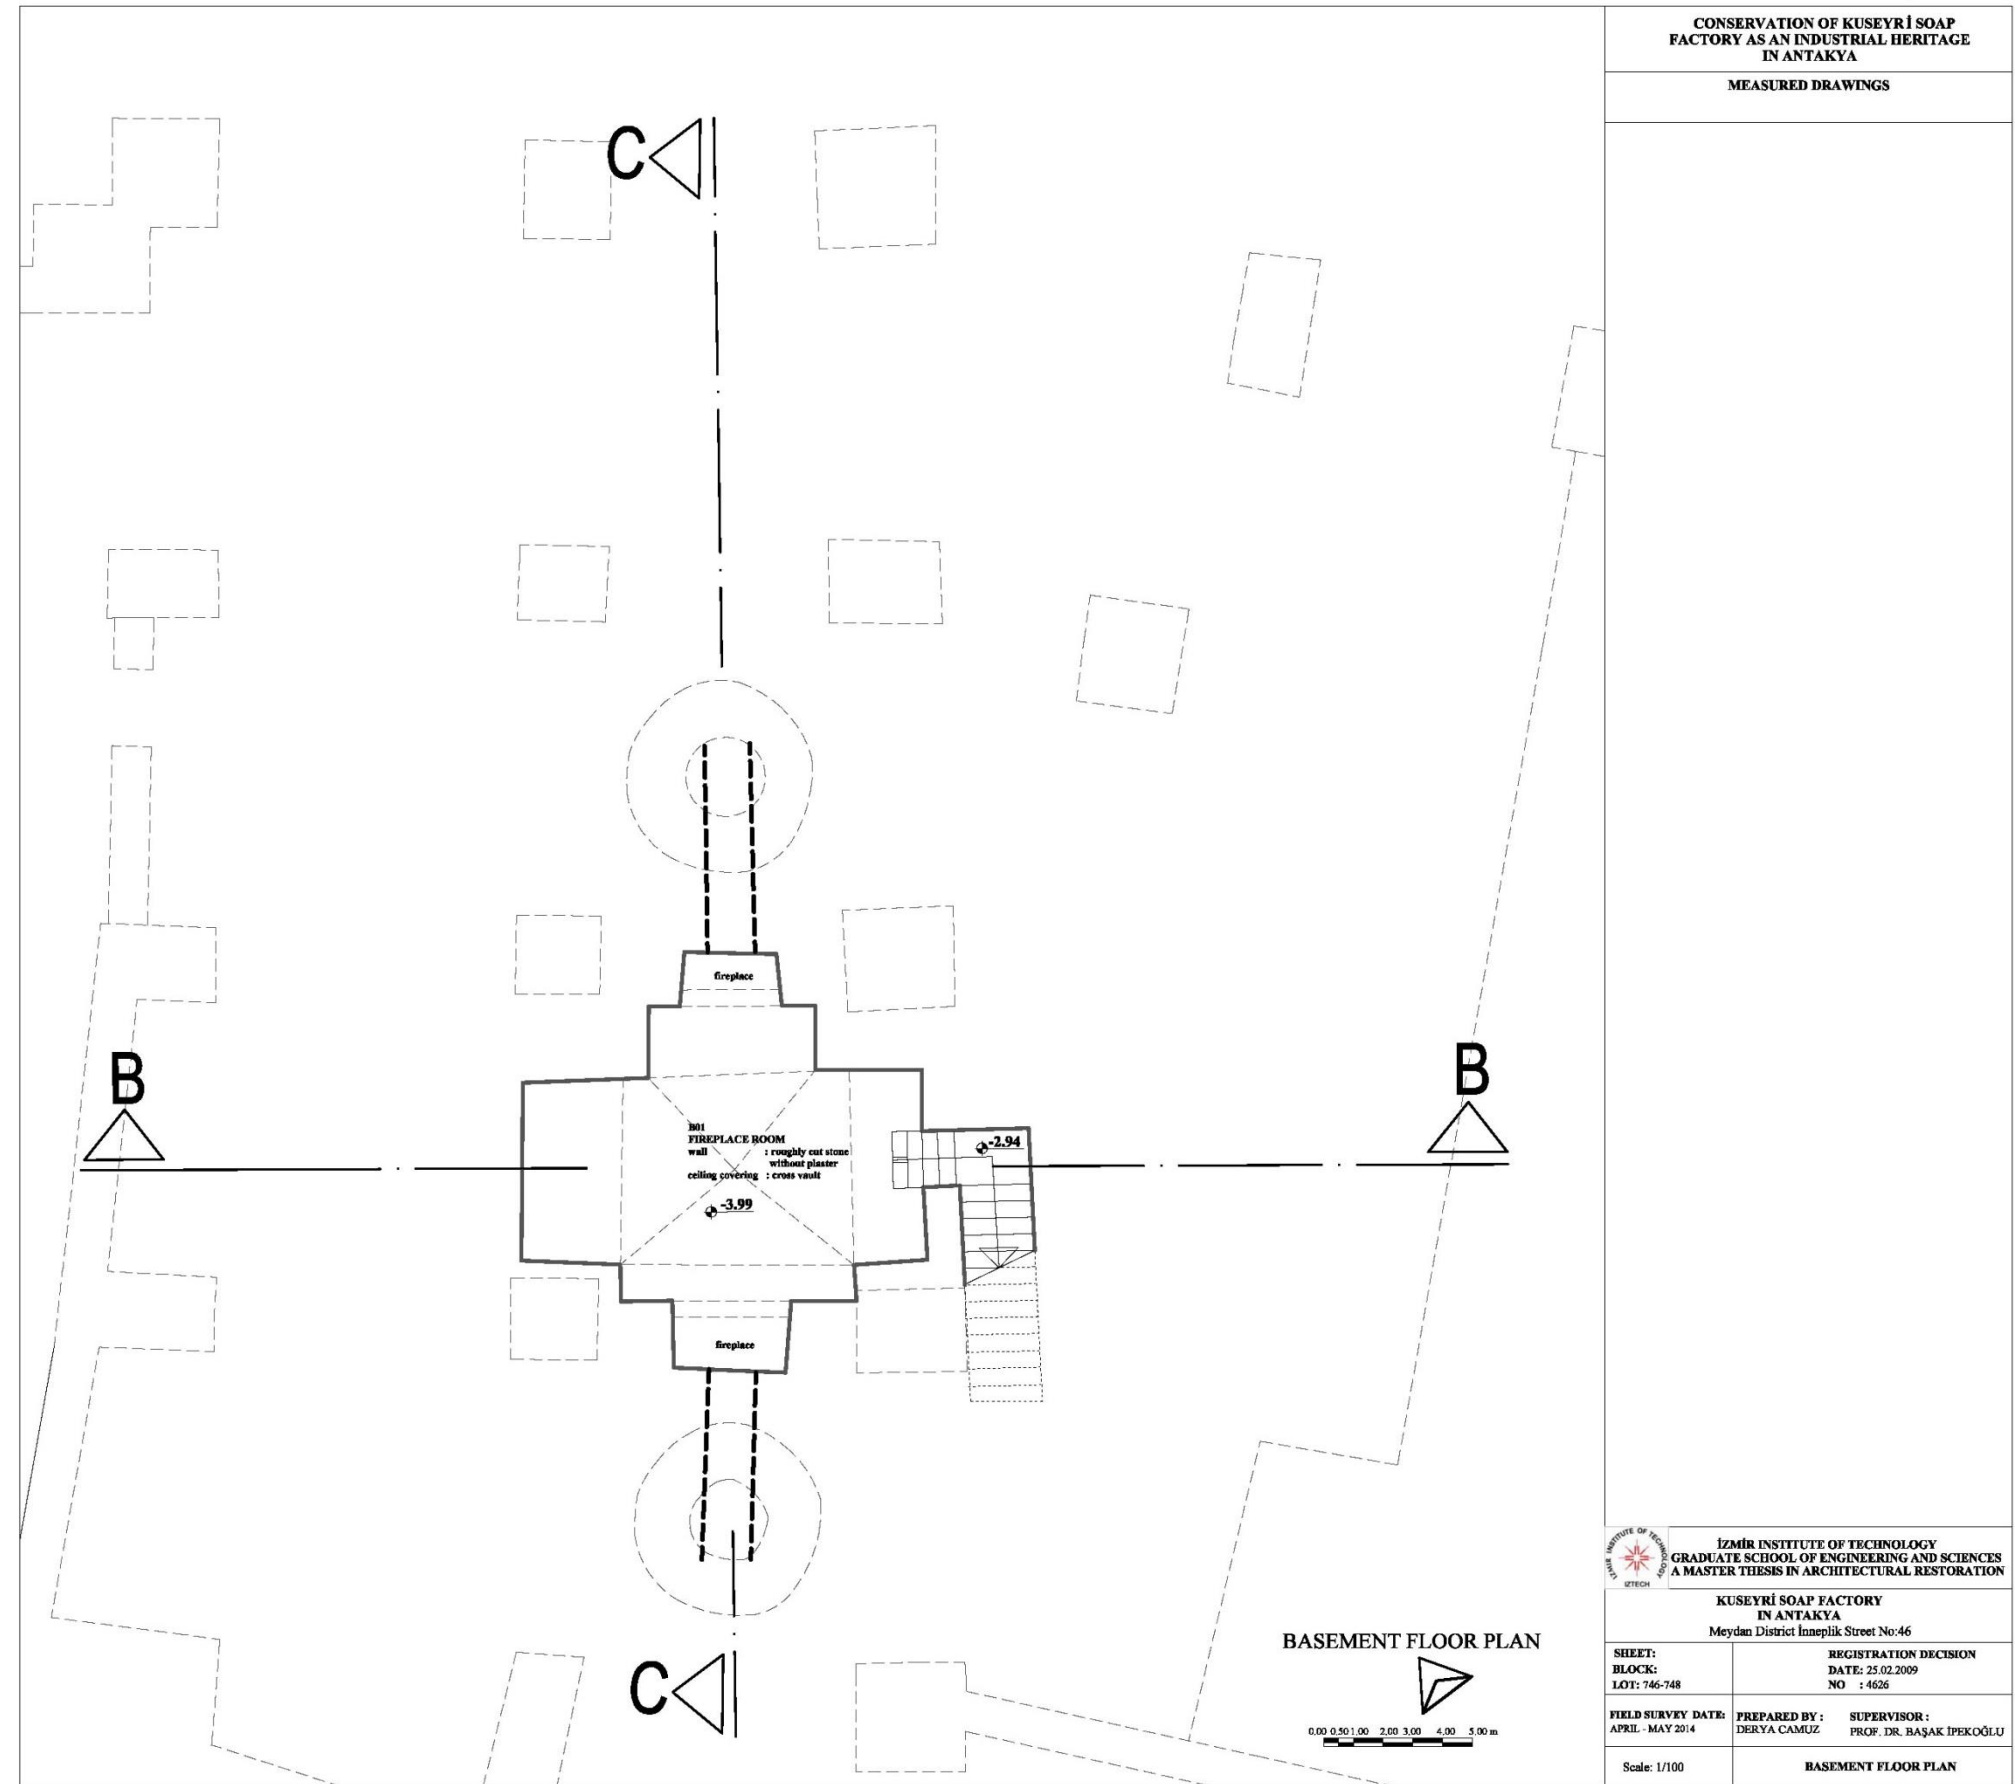 CONSERVATION OF KUSEYRİ SOAP
FACTORY AS AN INDUSTRIAL HERITAGE
IN ANTAKYA
MEASURED DRAWINGS
C
fireplace
B
B
B01
FIREPLACE ROOM
wall : roughly cut stone
without plaster
ceiling covering : cross vault
-2.94
-3.99
fireplace
C
BASEMENT FLOOR PLAN
0,00 0,50 1,00 2,00 3,00 4,00 5,00 m
İZMİR INSTITUTE OF TECHNOLOGY
IZTECH
İZMİR INSTITUTE OF TECHNOLOGY
GRADUATE SCHOOL OF ENGINEERING AND SCIENCES
A MASTER THESIS IN ARCHITECTURAL RESTORATION
KUSEYRİ SOAP FACTORY
IN ANTAKYA
Meydan District İnneplik Street No:46
SHEET:
BLOCK:
LOT: 746-748
REGISTRATION DECISION
DATE: 25.02.2009
NO : 4626
FIELD SURVEY DATE:
APRIL - MAY 2014
PREPARED BY :
DERYA CAMUZ
SUPERVISOR :
PROF. DR. BAŞAK İPEKOĞLU
Scale: 1/100
BASEMENT FLOOR PLAN